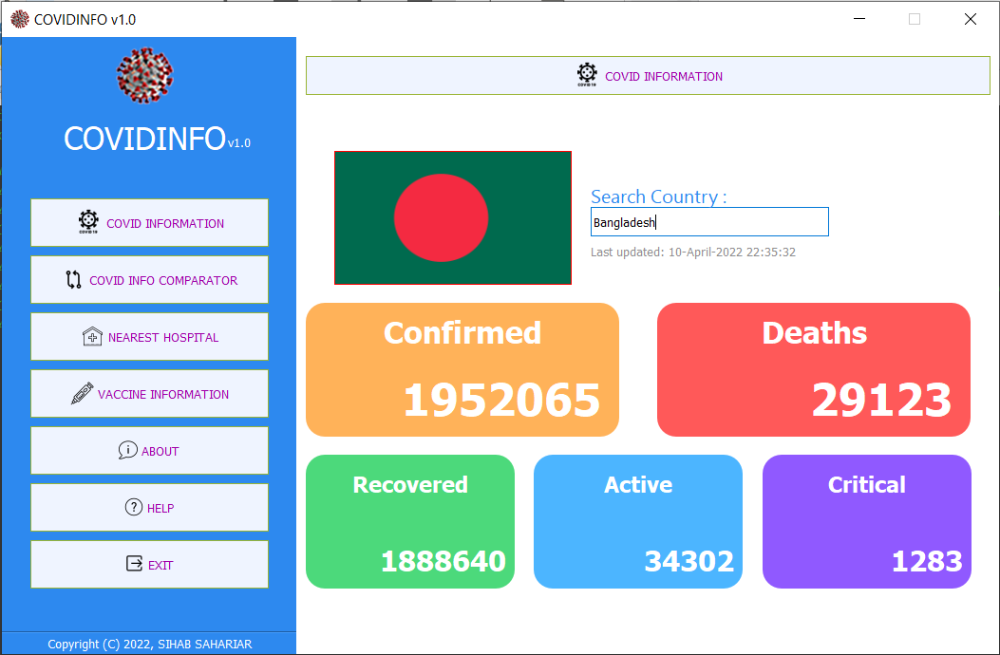 COVIDINFO v1.0
COVIDINFO v1.0
COVID INFORMATION
COVID INFO COMPARATOR
NEAREST HOSPITAL
VACCINE INFORMATION
ABOUT
HELP
EXIT
Copyright (C) 2022, SIHAB SAHARIAR
COVID INFORMATION
Search Country :
Bangladesh
Last updated: 10-April-2022 22:35:32
Confirmed
1952065
Deaths
29123
Recovered
1888640
Active
34302
Critical
1283